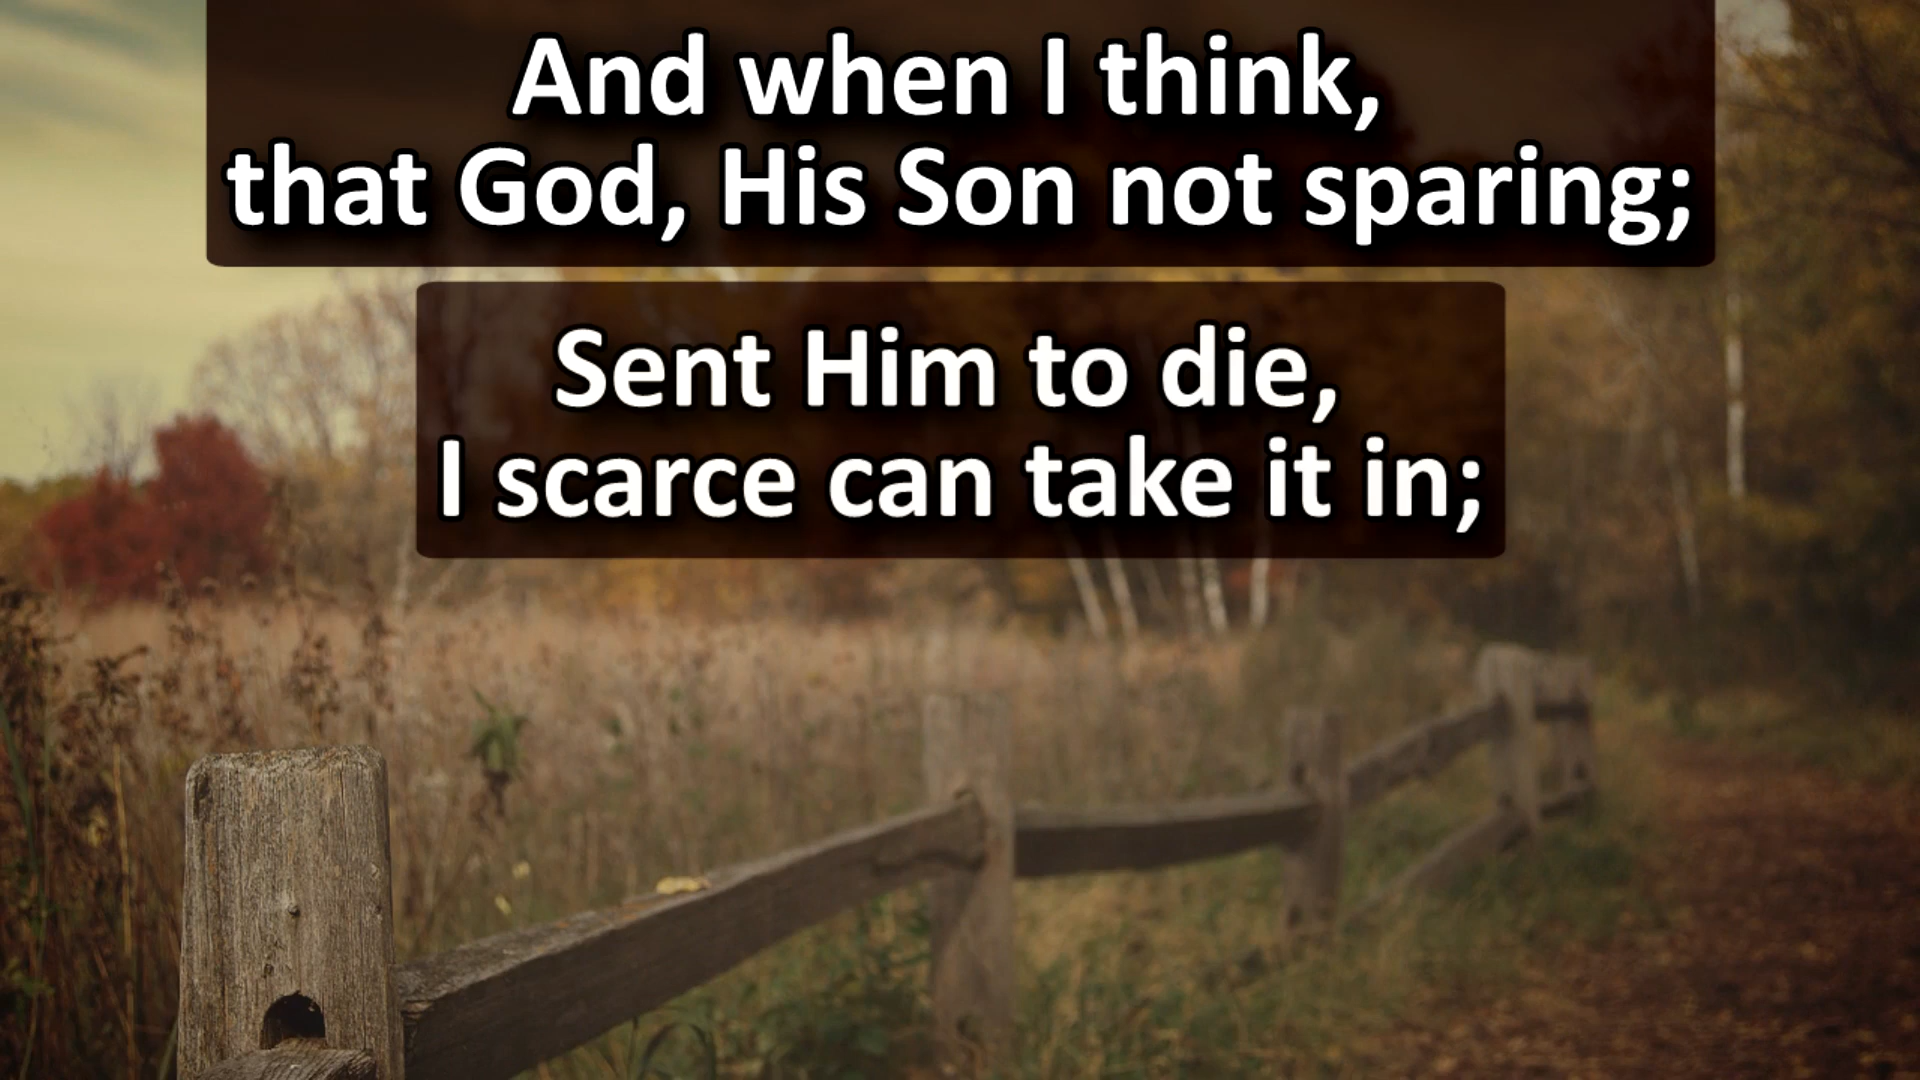 And when I think,
that God, His Son not sparing;
Sent Him to die,
I scarce can take it in;